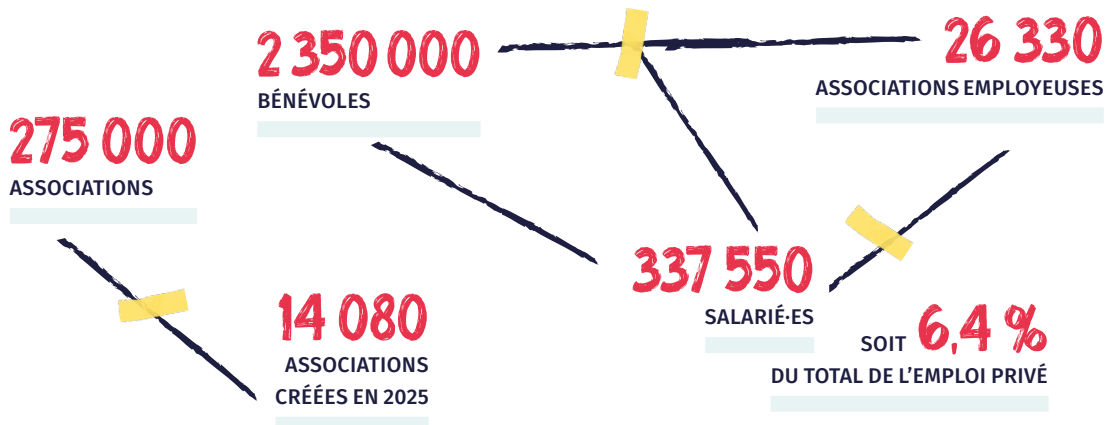 275 000
ASSOCIATIONS
14 080
ASSOCIATIONS
CRÉÉES EN 2025
2 350 000
BÉNÉVOLES
26 330
ASSOCIATIONS EMPLOYEUSES
337 550
SALARIÉ·ES
SOIT 6,4 %
DU TOTAL DE L’EMPLOI PRIVÉ